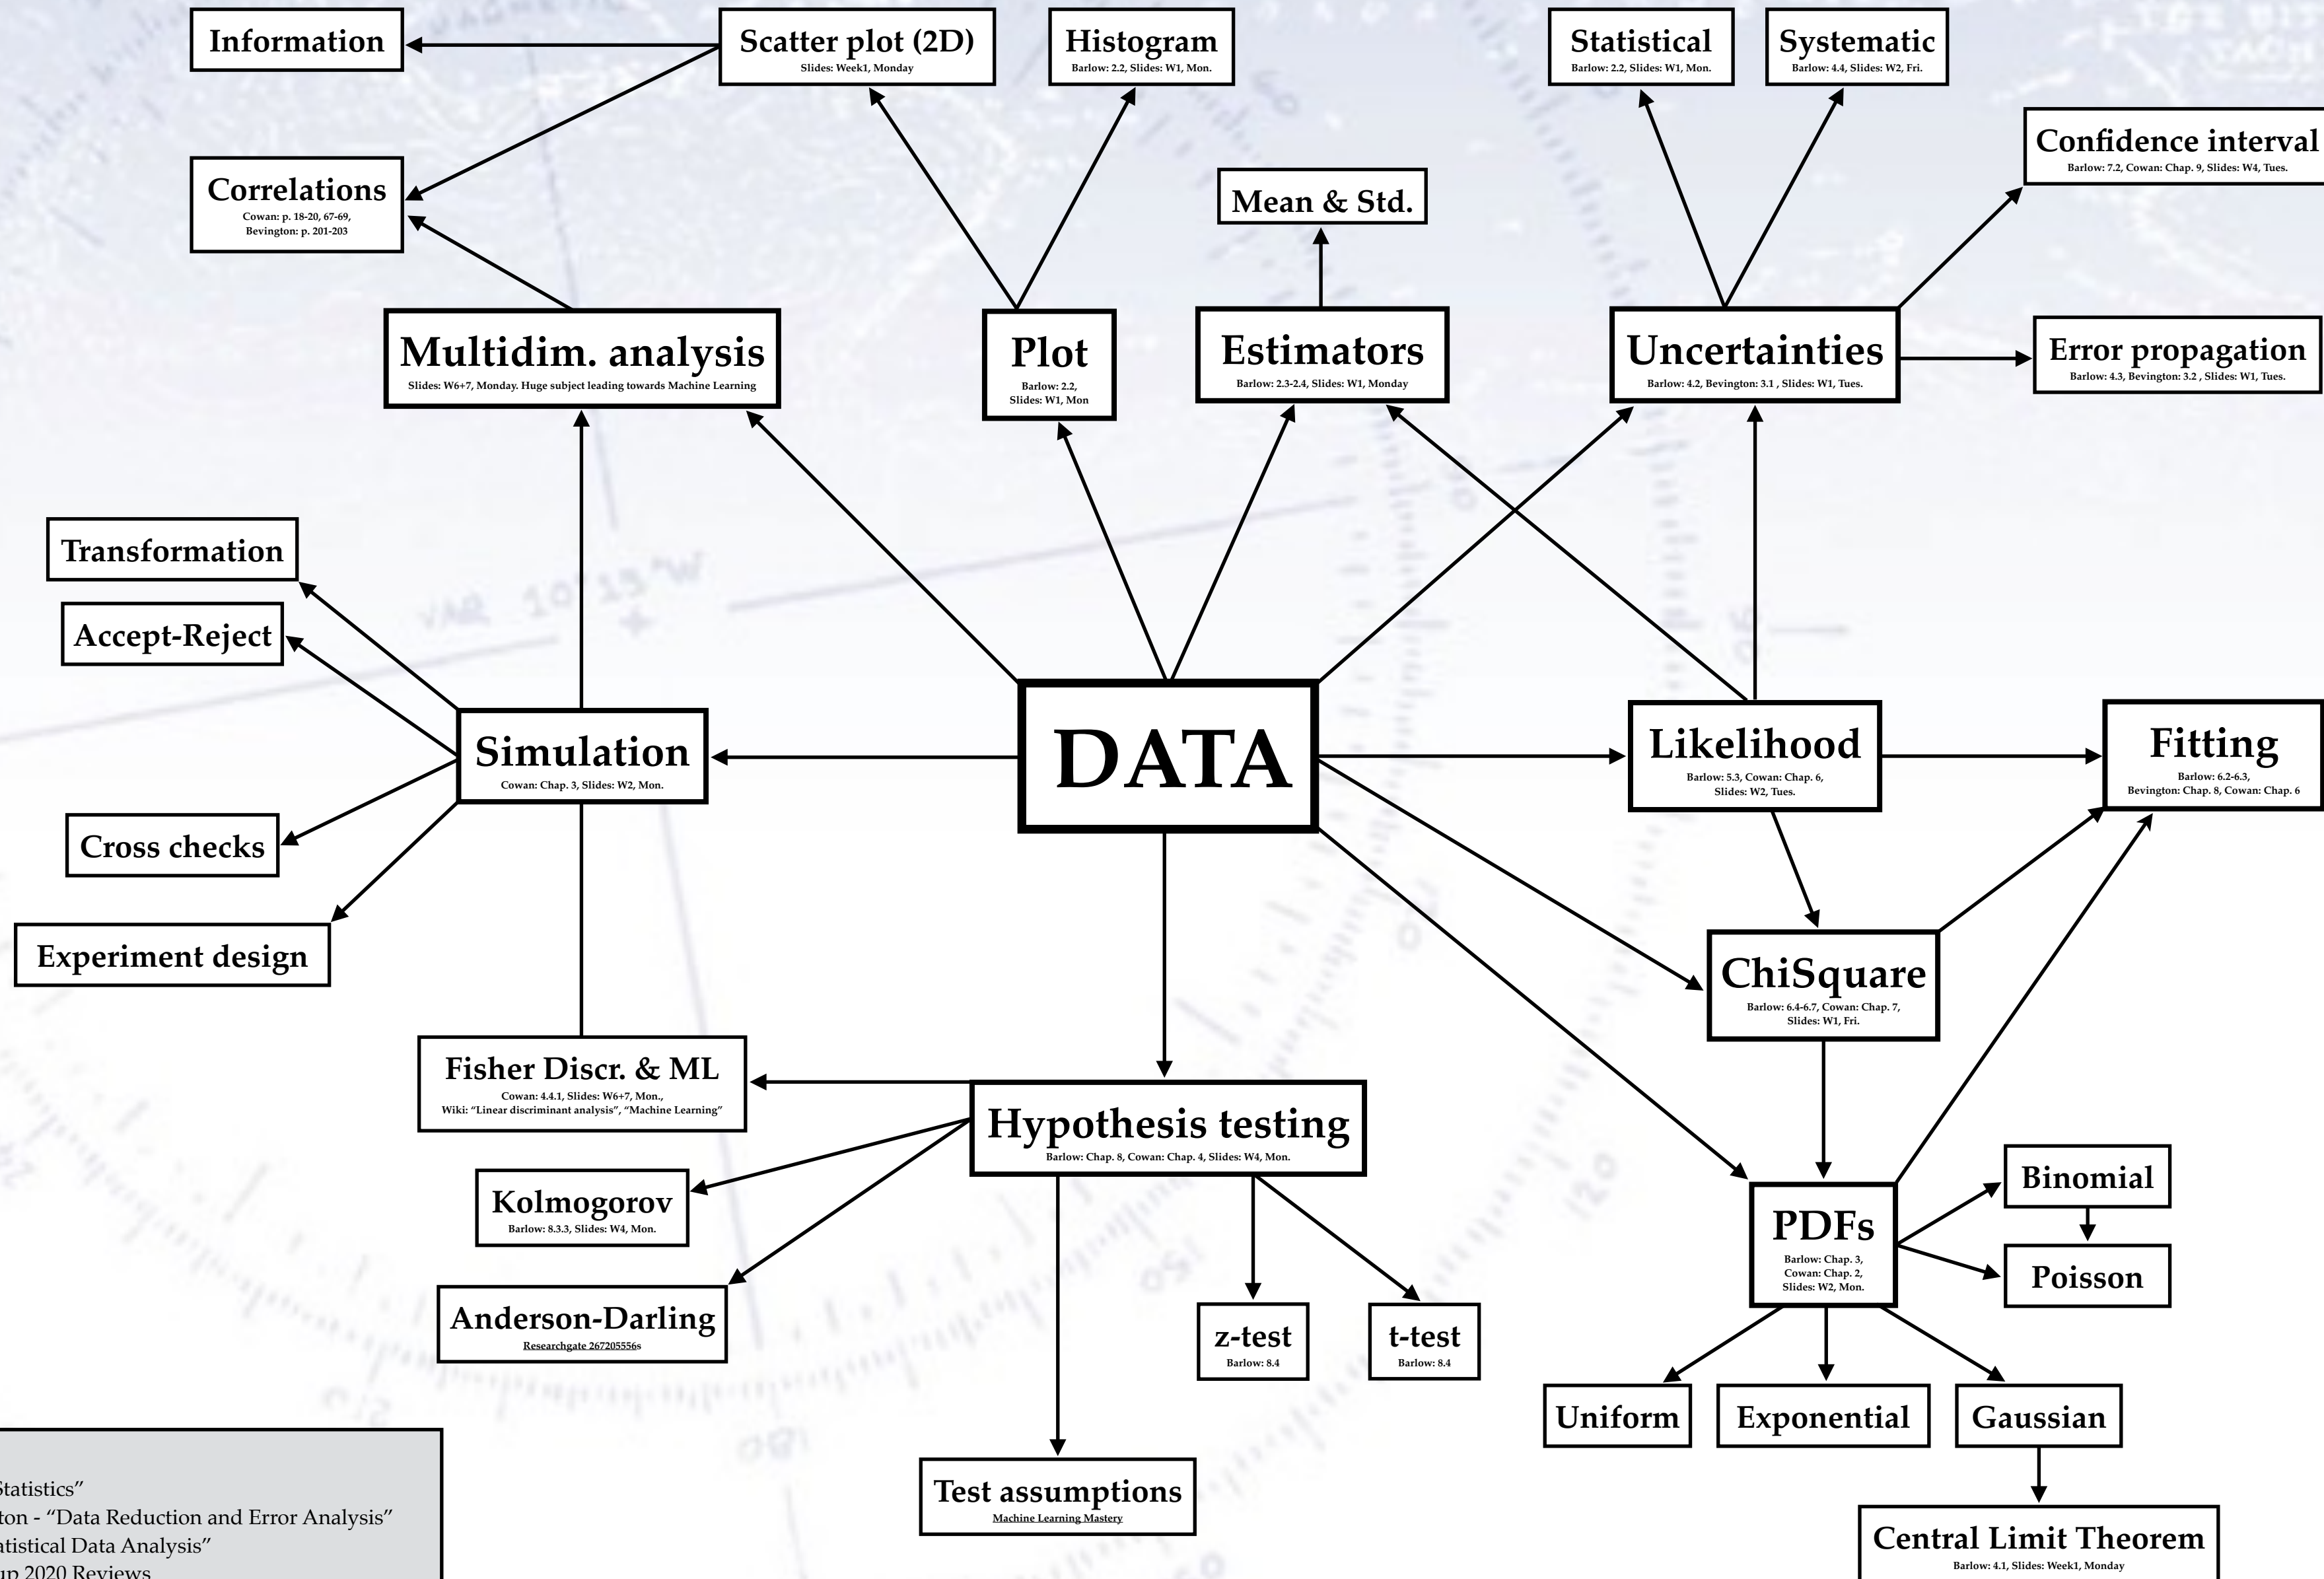 Information
Scatter plot (2D)
Slides: Week1, Monday
Histogram
Barlow: 2.2, Slides: W1, Mon.
Statistical
Barlow: 2.2, Slides: W1, Mon.
Systematic
Barlow: 4.4, Slides: W2, Fri.
Confidence interval
Barlow: 7.2, Cowan: Chap. 9, Slides: W4, Tues.
Correlations
Cowan: p. 18-20, 67-69,
Bevington: p. 201-203
Mean & Std.
Multidim. analysis
Slides: W6+7, Monday. Huge subject leading towards Machine Learning
Plot
Barlow: 2.2,
Slides: W1, Mon
Estimators
Barlow: 2.3-2.4, Slides: W1, Monday
Uncertainties
Barlow: 4.2, Bevington: 3.1 , Slides: W1, Tues.
Error propagation
Barlow: 4.3, Bevington: 3.2 , Slides: W1, Tues.
Transformation
VAR 10°15'W
Accept-Reject
Simulation
Cowan: Chap. 3, Slides: W2, Mon.
DATA
Likelihood
Barlow: 5.3, Cowan: Chap. 6,
Slides: W2, Tues.
Fitting
Barlow: 6.2-6.3,
Bevington: Chap. 8, Cowan: Chap. 6
Cross checks
Experiment design
ChiSquare
Barlow: 6.4-6.7, Cowan: Chap. 7,
Slides: W1, Fri.
Fisher Discr. & ML
Cowan: 4.4.1, Slides: W6+7, Mon.,
Wiki: “Linear discriminant analysis”, “Machine Learning”
Hypothesis testing
Barlow: Chap. 8, Cowan: Chap. 4, Slides: W4, Mon.
Kolmogorov
Barlow: 8.3.3, Slides: W4, Mon.
Anderson-Darling
Researchgate 267205556s
z-test
Barlow: 8.4
t-test
Barlow: 8.4
PDFs
Barlow: Chap. 3,
Cowan: Chap. 2,
Slides: W2, Mon.
Binomial
Poisson
120
150
Uniform
Exponential
Gaussian
Test assumptions
Machine Learning Mastery
Central Limit Theorem
Barlow: 4.1, Slides: Week1, Monday
Statistics”
ton - “Data Reduction and Error Analysis”
atistical Data Analysis”
up 2020 Reviews